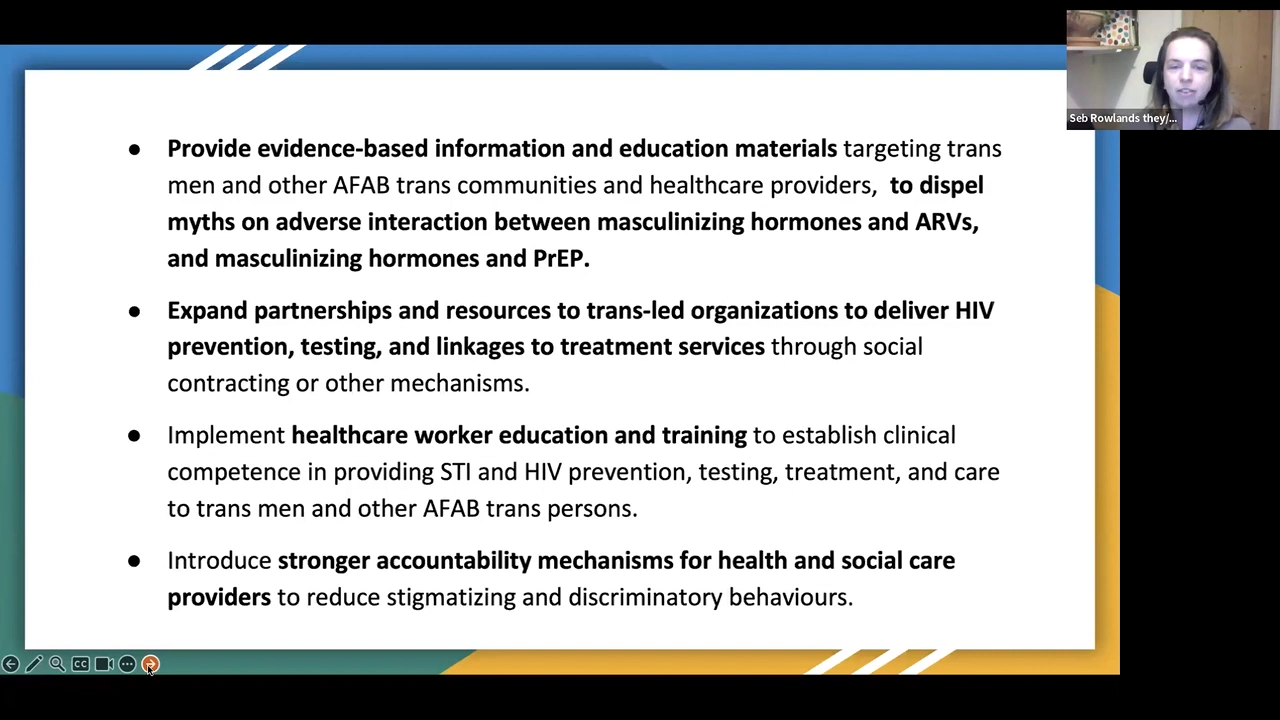 Seb Rowlands they/...
● Provide evidence-based information and education materials targeting trans
men and other AFAB trans communities and healthcare providers, to dispel
myths on adverse interaction between masculinizing hormones and ARVs,
and masculinizing hormones and PrEP.
● Expand partnerships and resources to trans-led organizations to deliver HIV
prevention, testing, and linkages to treatment services through social
contracting or other mechanisms.
● Implement healthcare worker education and training to establish clinical
competence in providing STI and HIV prevention, testing, treatment, and care
to trans men and other AFAB trans persons.
● Introduce stronger accountability mechanisms for health and social care
providers to reduce stigmatizing and discriminatory behaviours.
CC